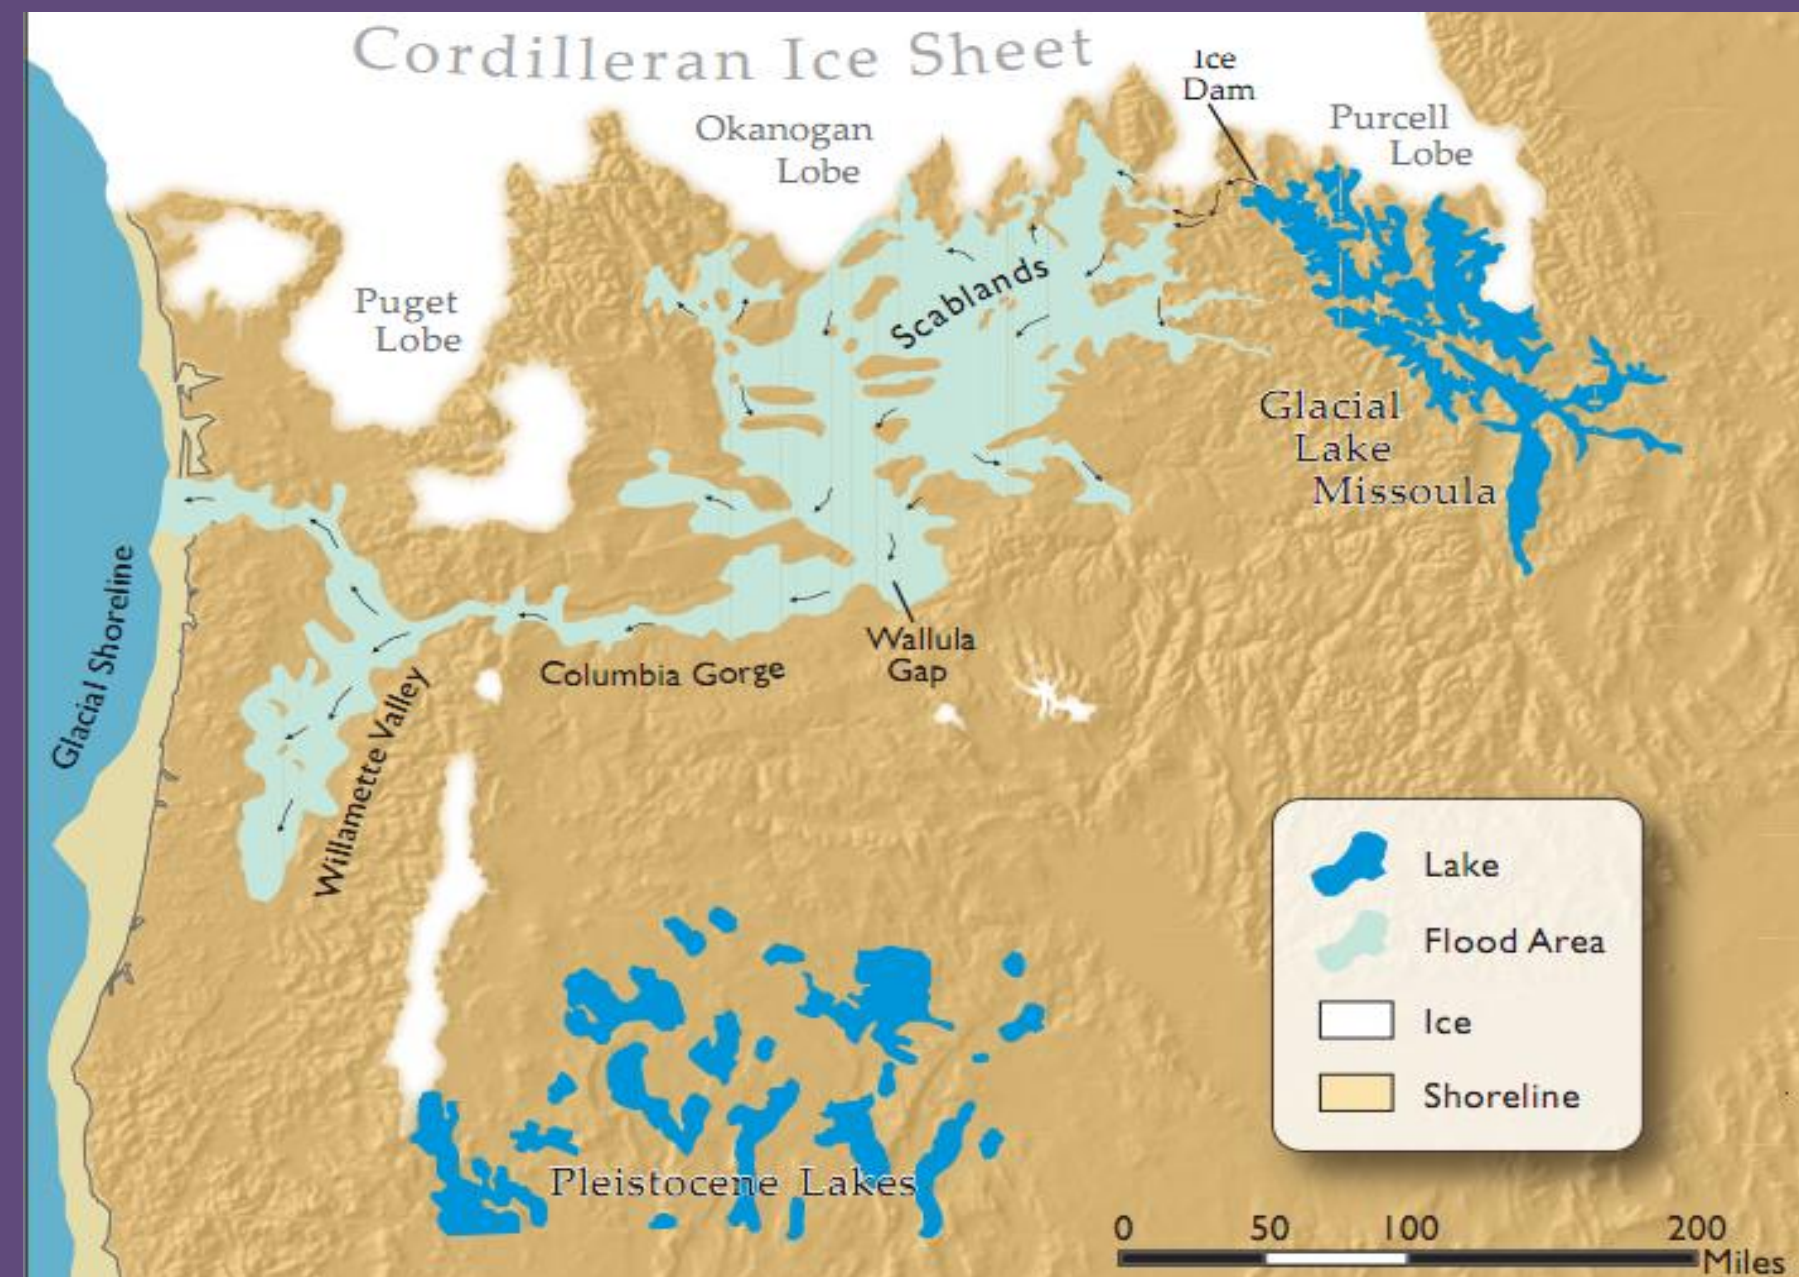 Cordilleran Ice Sheet
Ice
Dam
Purcell
Lobe
Okanogan
Lobe
Puget
Lobe
Scablands
Glacial
Lake
Missoula
Glacial Shoreline
Wallula
Gap
Columbia Gorge
Willamette Valley
Pleistocene Lakes
Lake
Flood Area
Ice
Shoreline
0 50 100 200
Miles